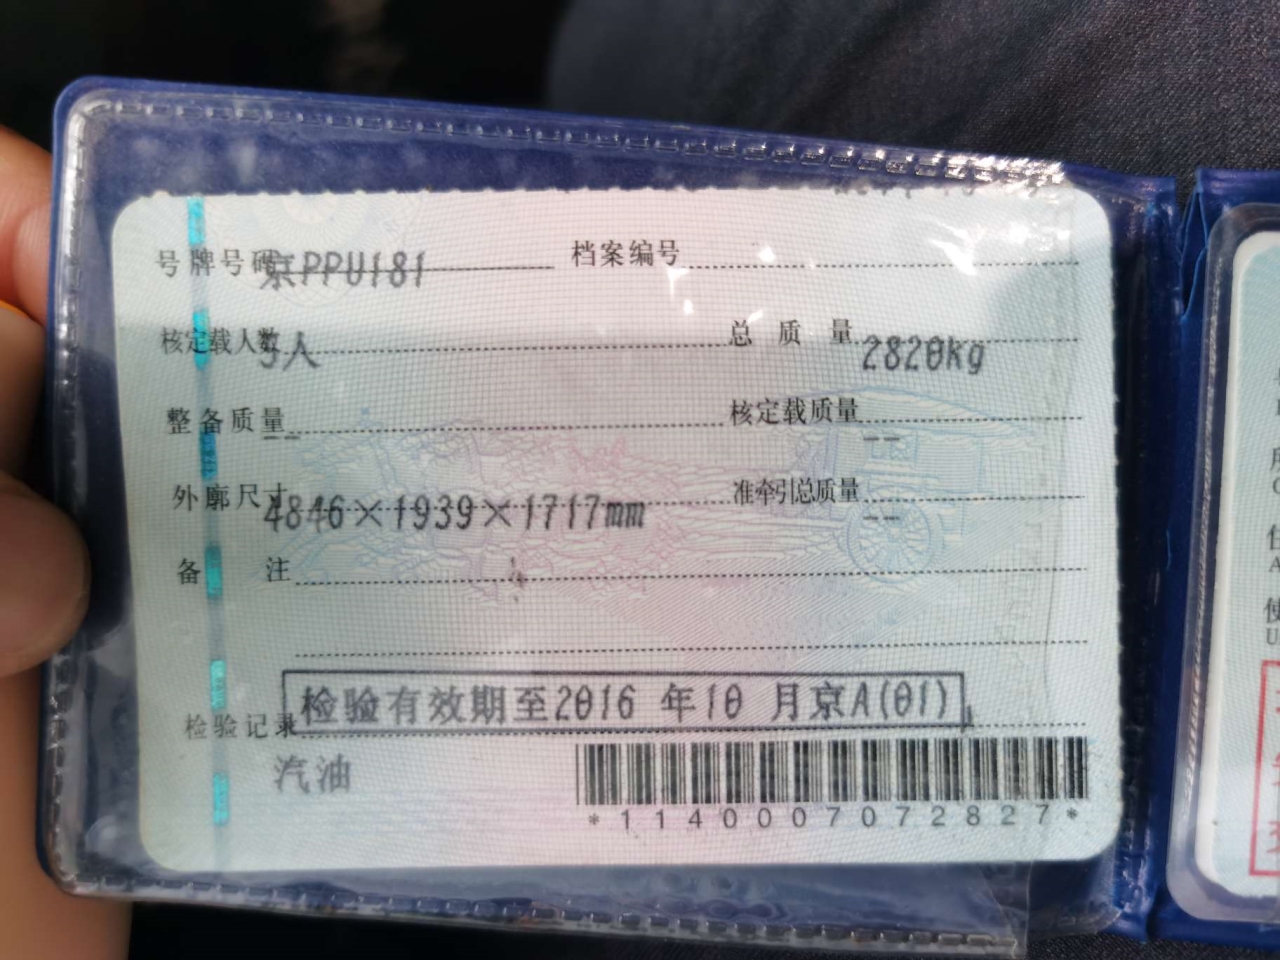 号牌号码 京PPU181 档案编号
核定载人数 5人 总质量 2820kg
整备质量 -- 核定载质量 --
外廓尺寸 4846×1939×1717mm 准牵引总质量 --
备注
检验记录 检验有效期至2016 年10 月京A(01)
汽油
*1140007072827*